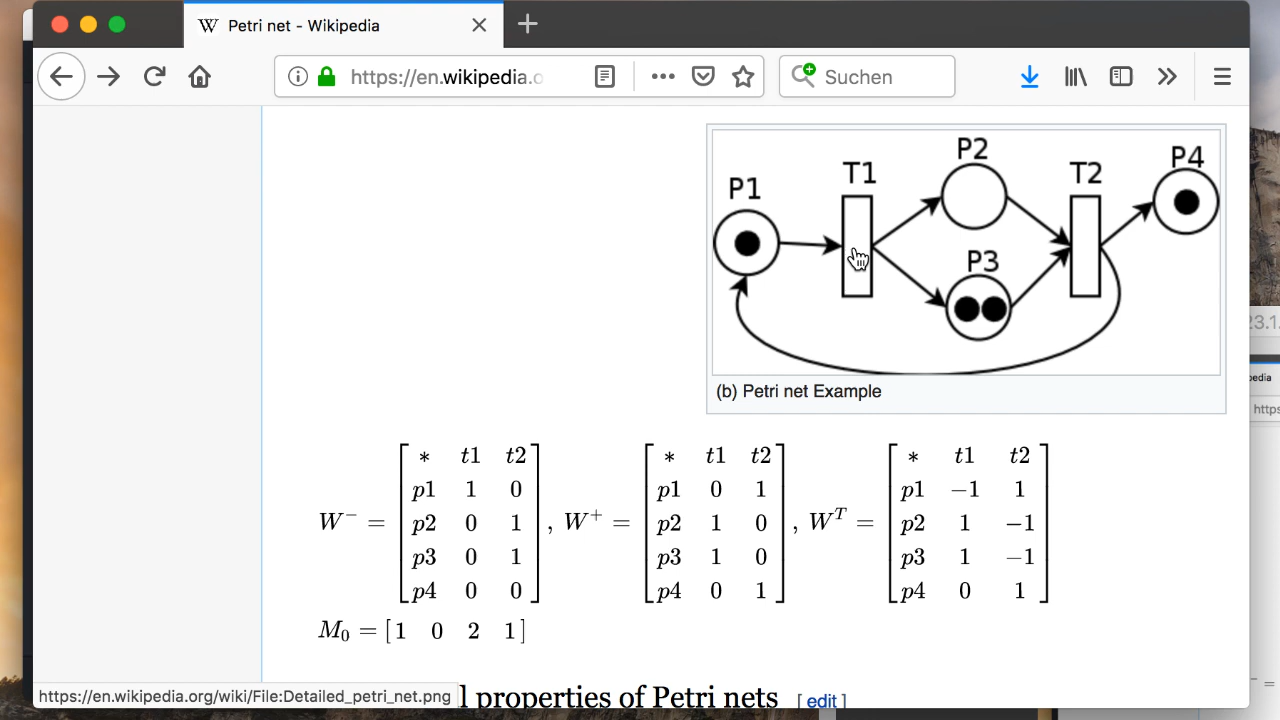 W Petri net - Wikipedia
https://en.wikipedia.o
Suchen
P1
T1
P2
P3
T2
P4
(b) Petri net Example
W⁻ = [ * t1 t2
p1 1 0
p2 0 1
p3 0 1
p4 0 0 ] ,
W⁺ = [ * t1 t2
p1 0 1
p2 1 0
p3 1 0
p4 0 1 ] ,
Wᵀ = [ * t1 t2
p1 −1 1
p2 1 −1
p3 1 −1
p4 0 1 ]
M₀ = [1 0 2 1]
l properties of Petri nets [ edit ]
https://en.wikipedia.org/wiki/File:Detailed_petri_net.png
23.1.
pedia
https